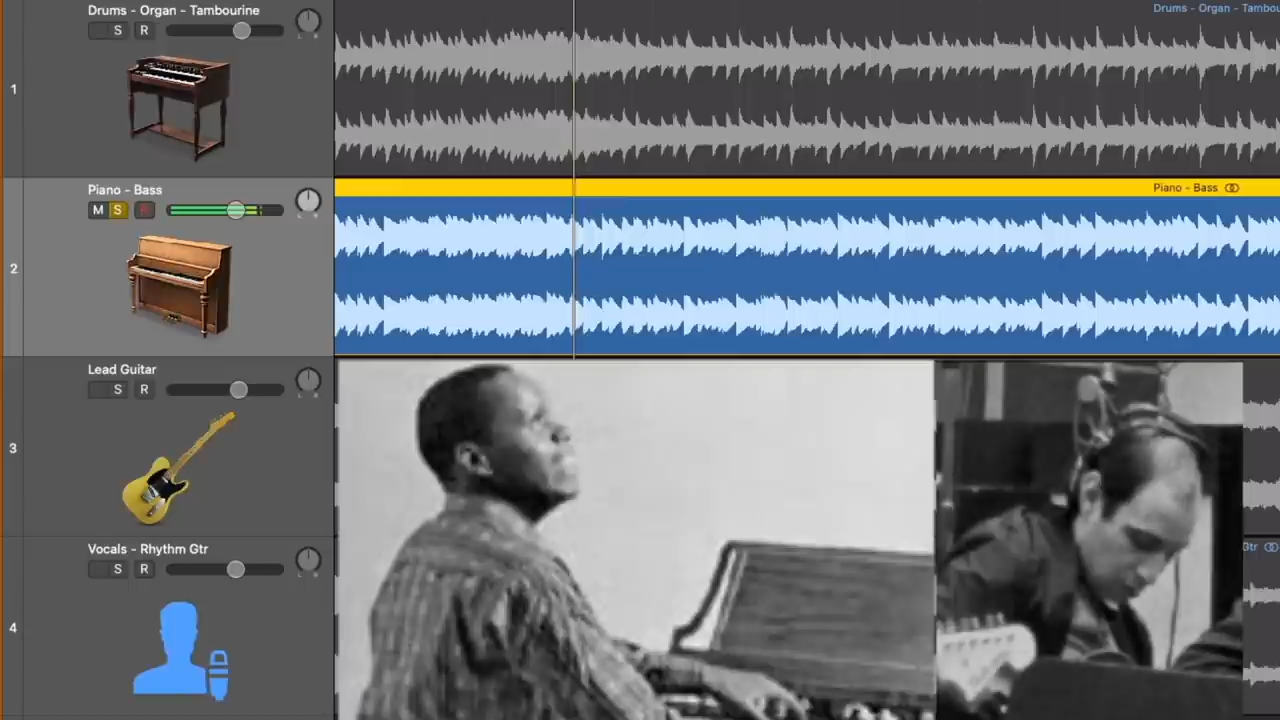 Drums - Organ - Tambourine
S R
1
Drums - Organ - Tambou
Piano - Bass
M S R
2
Piano - Bass
Lead Guitar
S R
3
Vocals - Rhythm Gtr
S R
4
Gtr